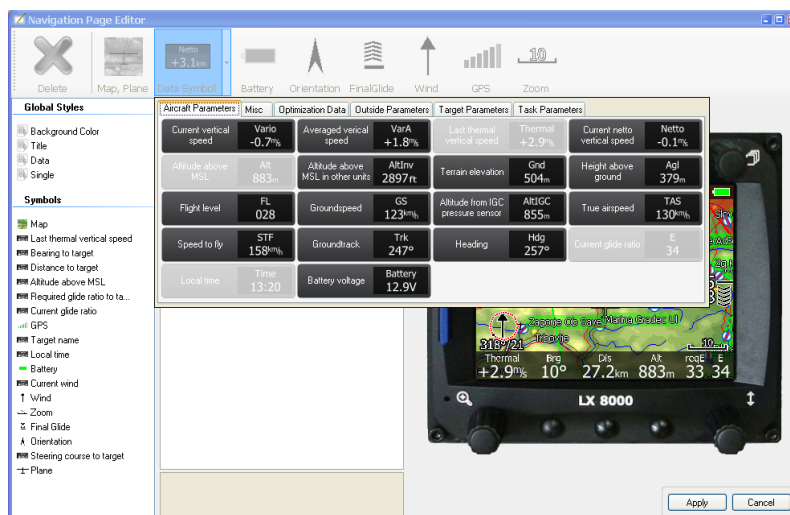 Navigation Page Editor
Netto
+3.1km
Delete
Map, Plane
Data Symbol
Battery
Orientation
FinalGlide
Wind
GPS
10
Zoom
Global Styles
Background Color
Title
Data
Single
Symbols
Map
Last thermal vertical speed
Bearing to target
Distance to target
Altitude above MSL
Required glide ratio to ta...
Current glide ratio
GPS
Target name
Local time
Battery
Current wind
Wind
Zoom
Final Glide
Orientation
Steering course to target
Plane
Aircraft Parameters
Misc
Optimization Data
Outside Parameters
Target Parameters
Task Parameters
Current vertical speed
Vario
-0.7m/s
Averaged verical speed
VarA
+1.8m/s
Last thermal vertical speed
Thermal
+2.9m/s
Current netto vertical speed
Netto
-0.1m/s
Altitude above MSL
Alt
883m
Altitude above MSL in other units
AltInv
2897ft
Terrain elevation
Gnd
504m
Height above ground
Agl
379m
Flight level
FL
028
Groundspeed
GS
123km/h
Altitude from IGC pressure sensor
AltIGC
855m
True airspeed
TAS
130km/h
Speed to fly
STF
158km/h
Groundtrack
Trk
247°
Heading
Hdg
257°
Current glide ratio
E
34
Local time
Time
13:20
Battery voltage
Battery
12.9V
Zagorje Ob Save
Marina Gradec Ul
Trbovlje
318°/21
10
Thermal
+2.9m/s
Brg
10°
Dis
27.2km
Alt
883m
reqE
33
E
34
LX 8000
Apply
Cancel